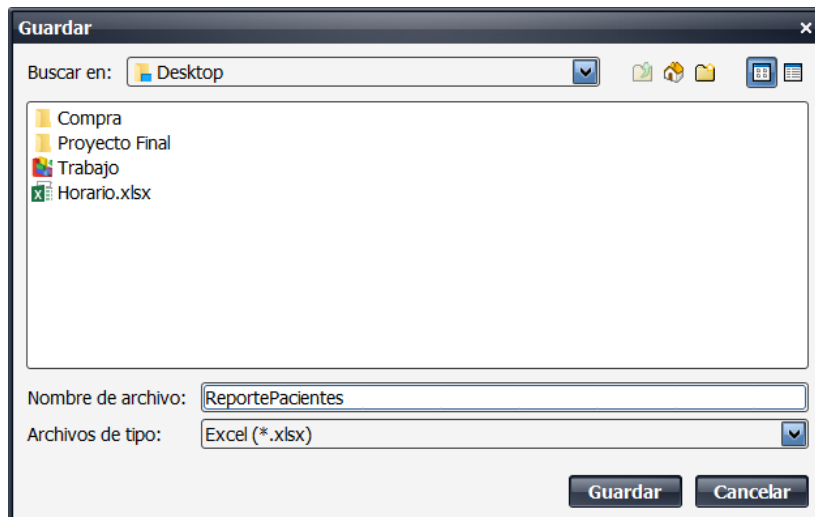 Guardar
Buscar en: Desktop
Compra
Proyecto Final
Trabajo
Horario.xlsx
Nombre de archivo: ReportePacientes
Archivos de tipo: Excel (*.xlsx)
Guardar Cancelar